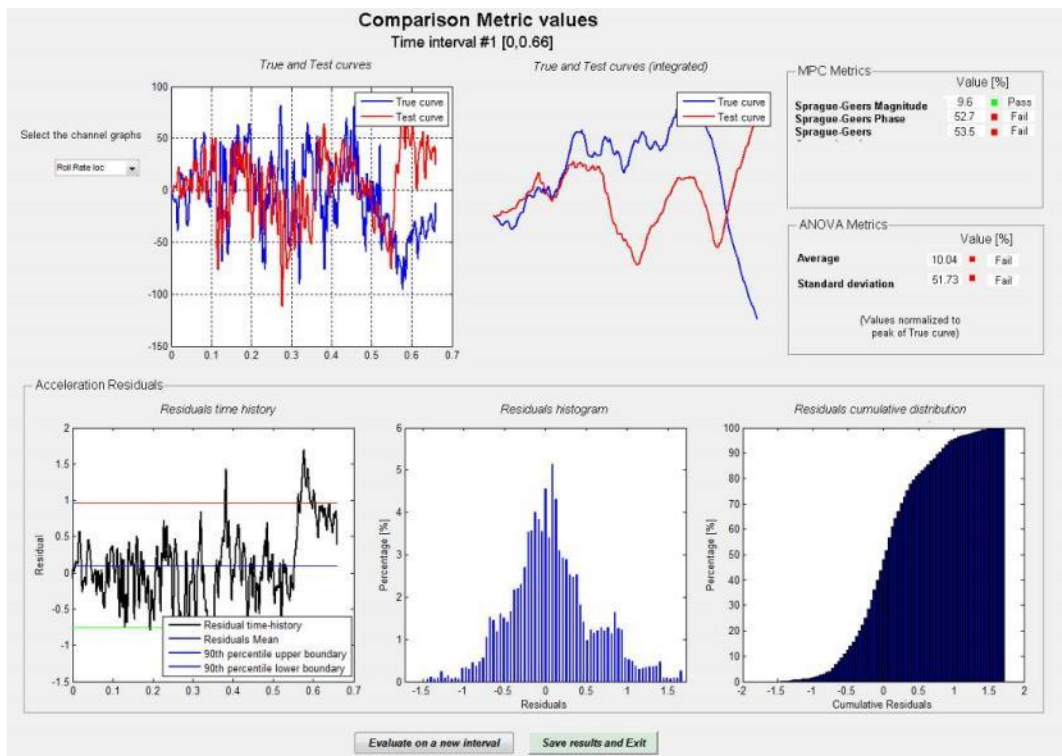 Comparison Metric values
Time interval #1 [0,0.66]
True and Test curves
True and Test curves (integrated)
MPC Metrics
Value [%]
Sprague-Geers Magnitude 9.6 Pass
Sprague-Geers Phase 52.7 Fail
Sprague-Geers 53.5 Fail
Select the channel graphs
Roll Rate loc
100
50
0
-50
-100
-150
0 0.1 0.2 0.3 0.4 0.5 0.6 0.7
True curve
Test curve
True curve
Test curve
ANOVA Metrics
Value [%]
Average 10.04 Fail
Standard deviation 51.73 Fail
(Values normalized to
peak of True curve)
Acceleration Residuals
Residuals time history
Residual
2
1.5
1
0.5
0
-0.5
-1
-1.5
0 0.1 0.2 0.3 0.4 0.5 0.6 0.7
Residual time-history
Residuals Mean
90th percentile upper boundary
90th percentile lower boundary
Residuals histogram
Percentage [%]
6
5
4
3
2
1
0
-1.5 -1 -0.5 0 0.5 1 1.5
Residuals
Residuals cumulative distribution
Percentage [%]
100
90
80
70
60
50
40
30
20
10
0
-2 -1.5 -1 -0.5 0 0.5 1 1.5 2
Cumulative Residuals
Evaluate on a new interval
Save results and Exit